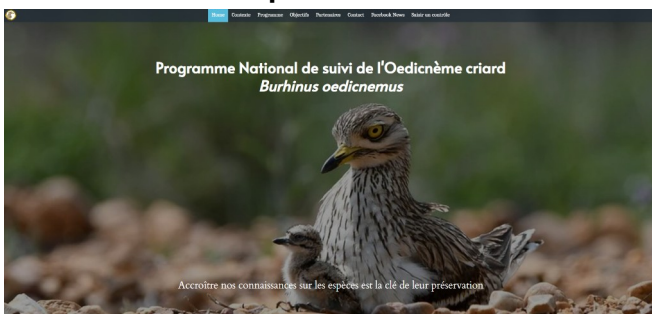 Home Contexte Programme Objectifs Partenaires Contact Facebook News Saisir un contrôle
Programme National de suivi de l'Oedicnème criard
Burhinus oedicnemus
Accroître nos connaissances sur les espèces est la clé de leur préservation